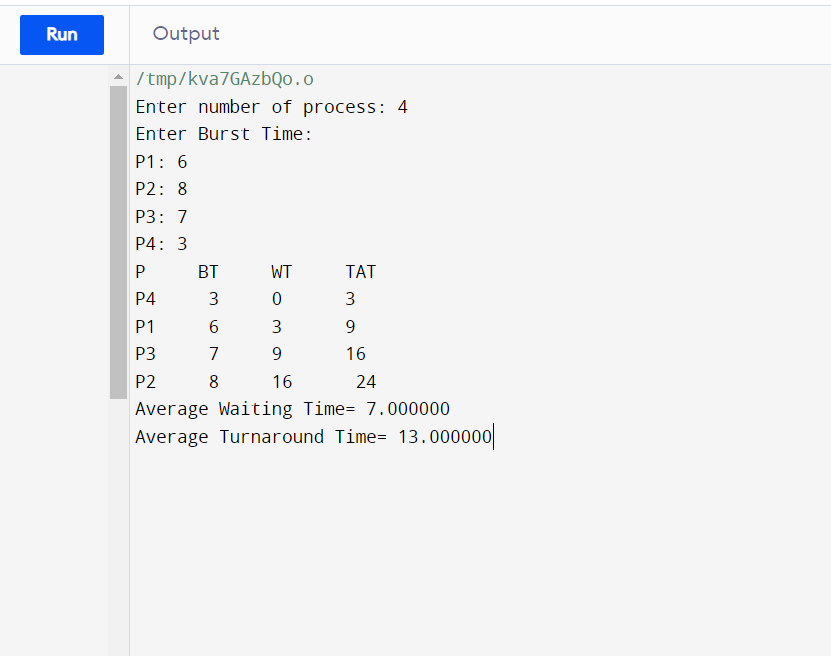 Run
Output
/tmp/kva7GAzbQo.o
Enter number of process: 4
Enter Burst Time:
P1: 6
P2: 8
P3: 7
P4: 3
P BT WT TAT
P4 3 0 3
P1 6 3 9
P3 7 9 16
P2 8 16 24
Average Waiting Time= 7.000000
Average Turnaround Time= 13.000000